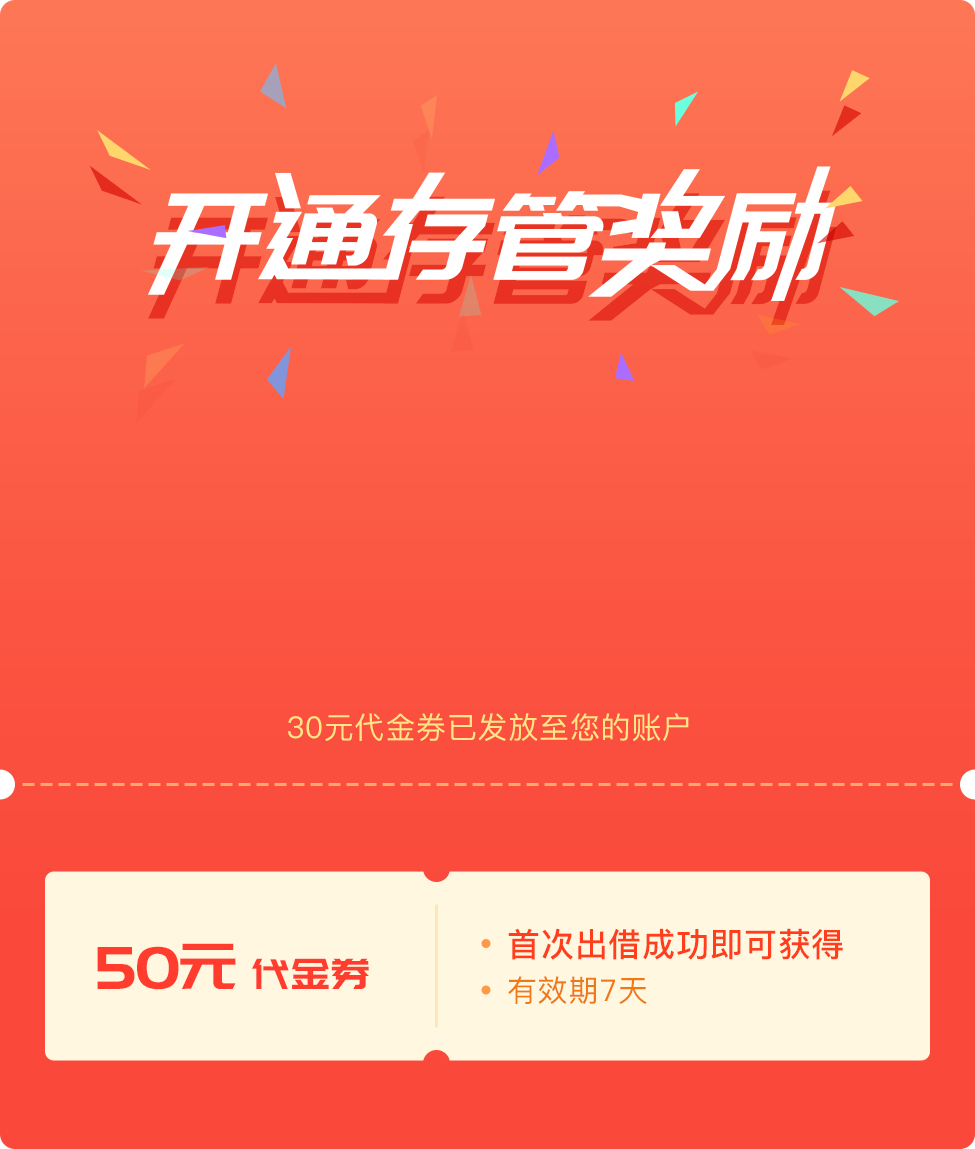 开通存管奖励
30元代金券已发放至您的账户
50元 代金券
• 首次出借成功即可获得
• 有效期7天